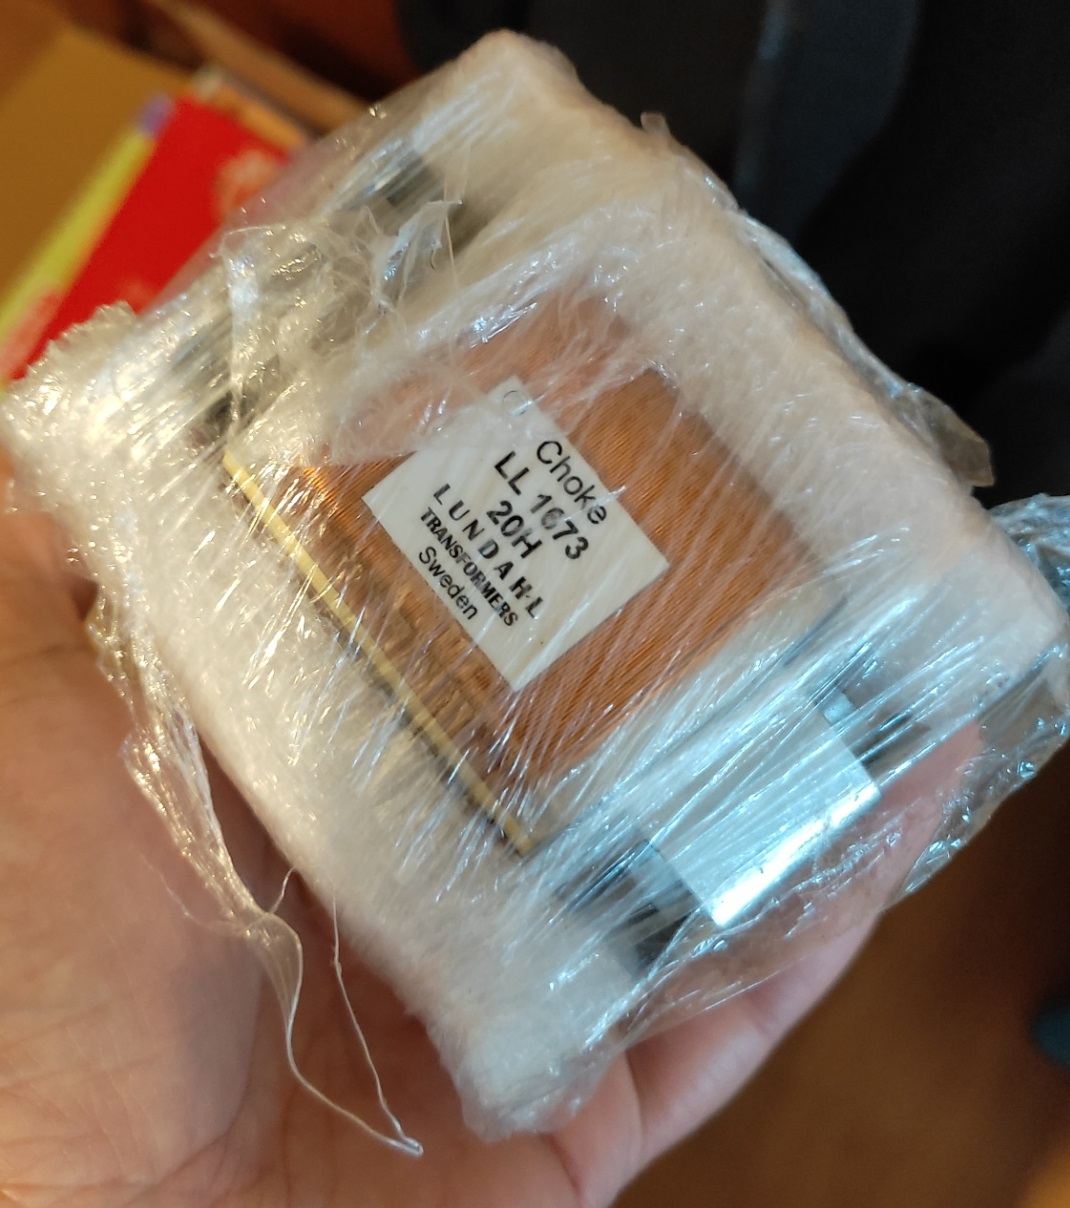 Choke
LL 1673
20H
LUNDAHL
TRANSFORMERS
Sweden